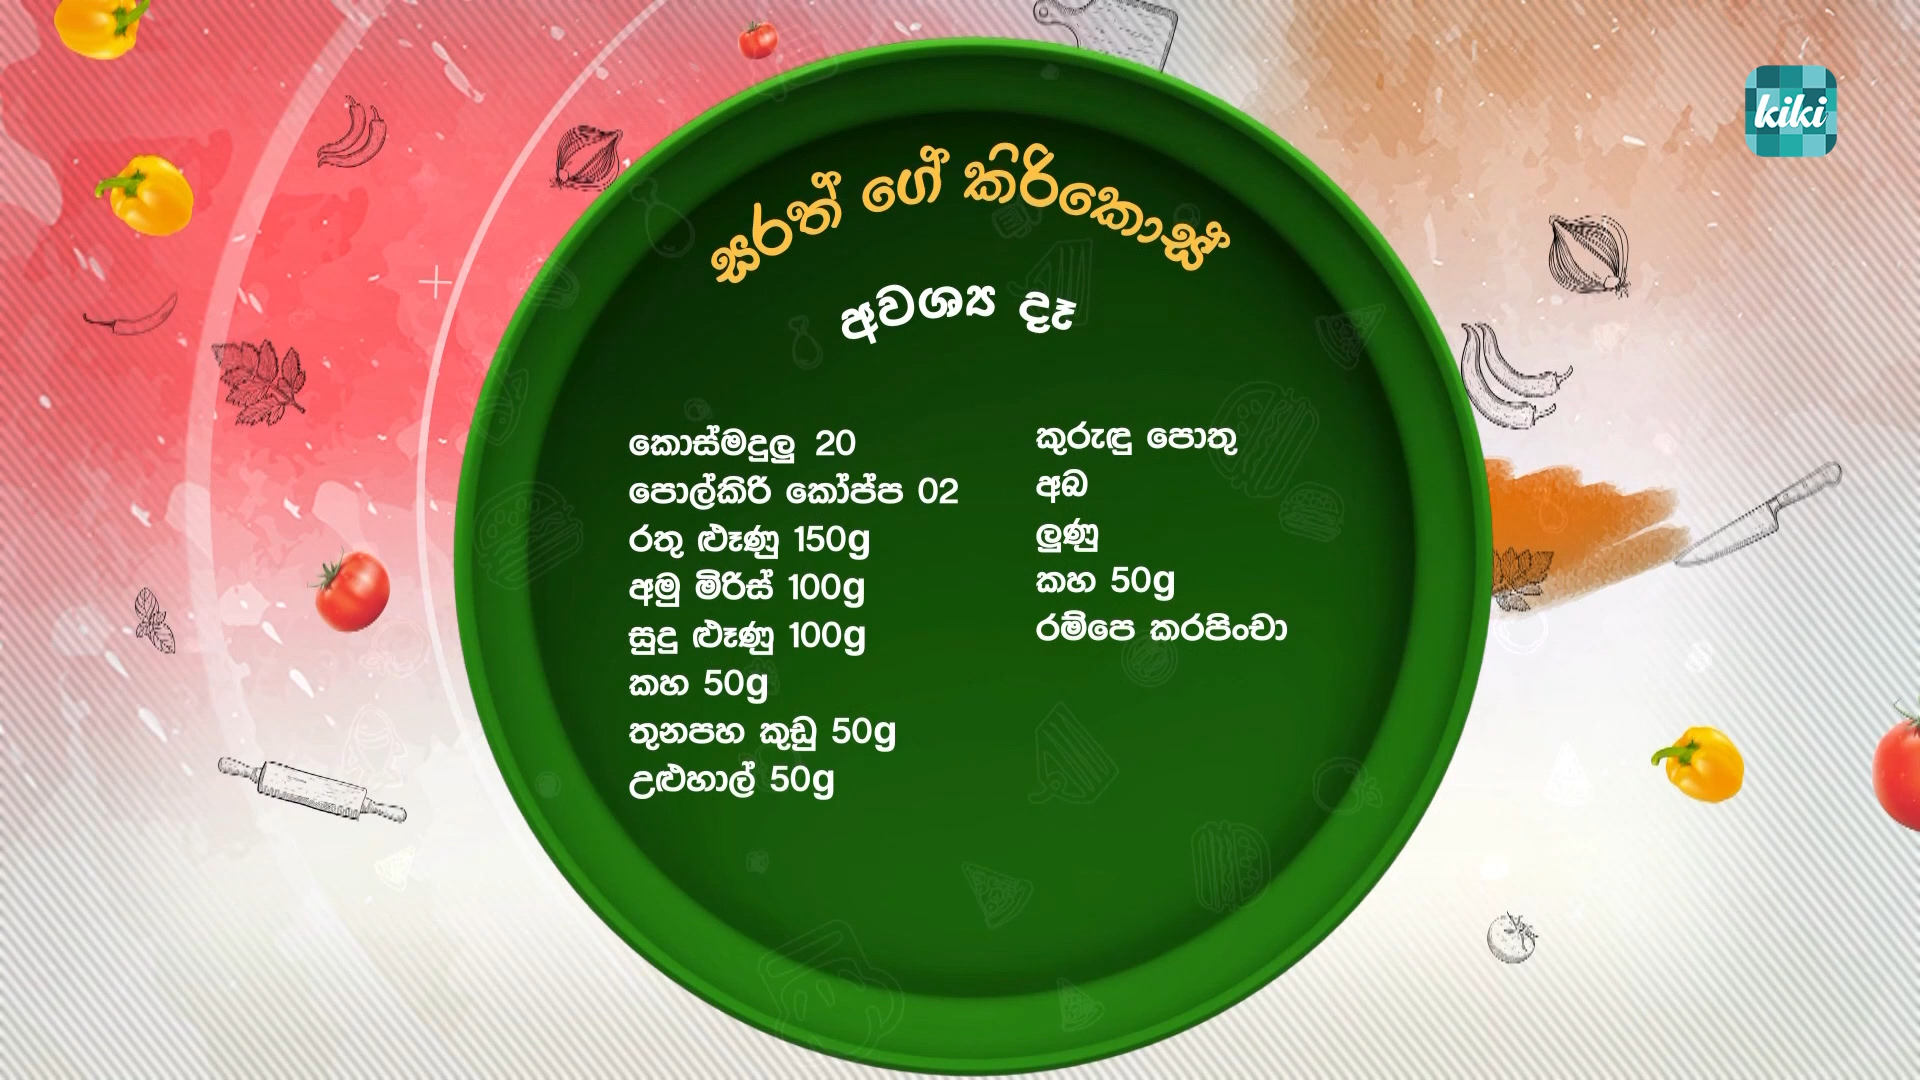 kiki
සරත් ගේ කිරිකොස්
අවශ්‍ය දෑ
කොස්මදුලු 20
පොල්කිරි කෝප්ප 02
රතු ළූණු 150g
අමු මිරිස් 100g
සුදු ළූණු 100g
කහ 50g
තුනපහ කුඩු 50g
උළුහාල් 50g
කුරුඳු පොතු
අබ
ලුණු
කහ 50g
රම්පෙ කරපිංචා